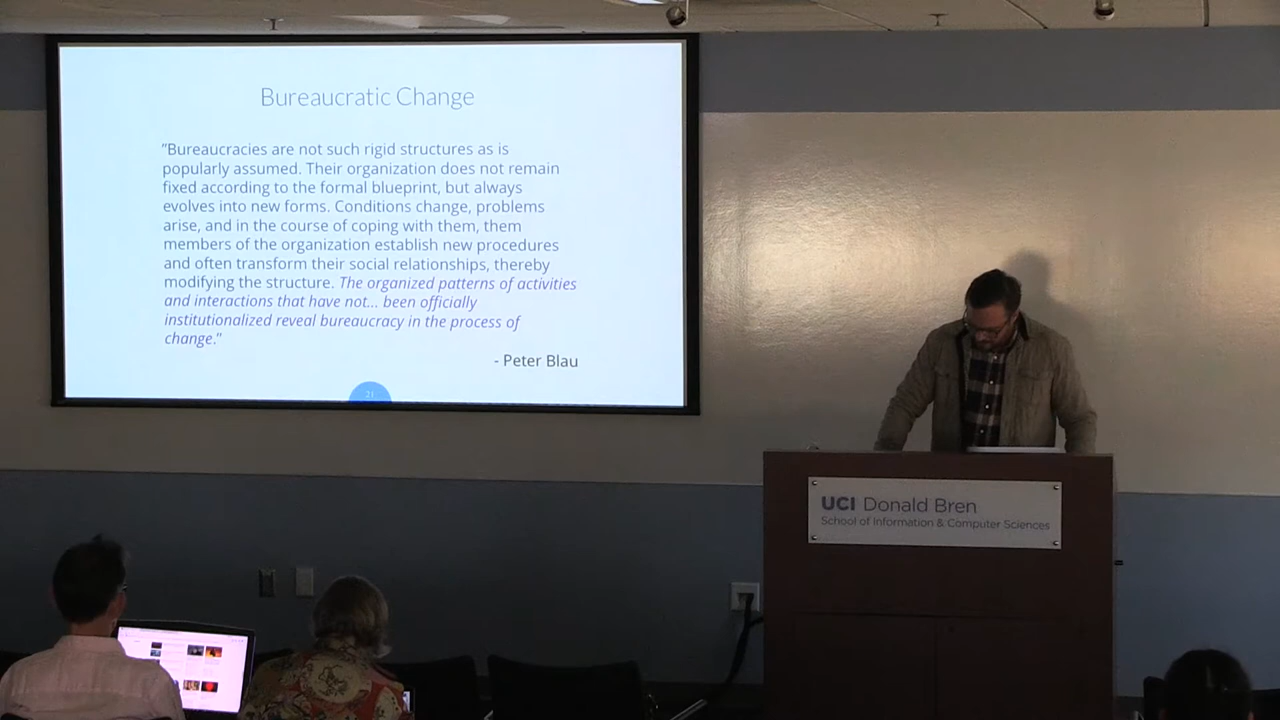 Bureaucratic Change
"Bureaucracies are not such rigid structures as is
popularly assumed. Their organization does not remain
fixed according to the formal blueprint, but always
evolves into new forms. Conditions change, problems
arise, and in the course of coping with them, them
members of the organization establish new procedures
and often transform their social relationships, thereby
modifying the structure. The organized patterns of activities
and interactions that have not... been officially
institutionalized reveal bureaucracy in the process of
change."
- Peter Blau
21
UCI Donald Bren
School of Information & Computer Sciences